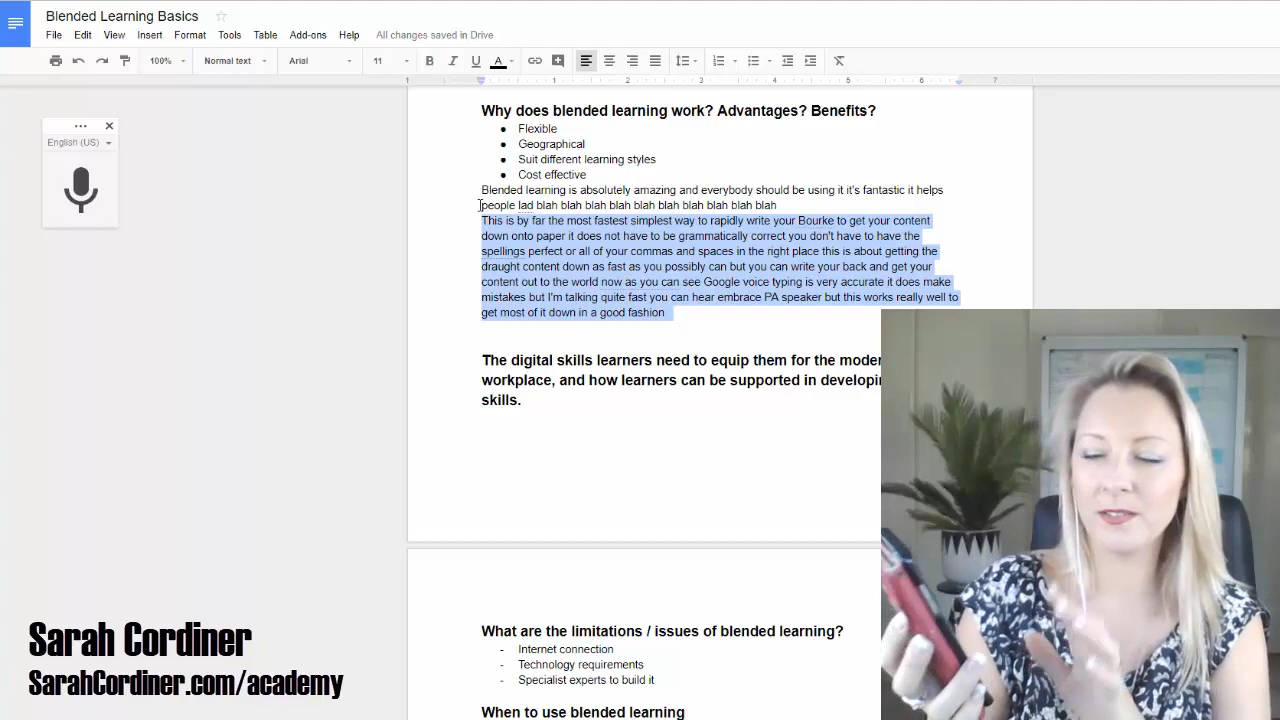 Blended Learning Basics
File Edit View Insert Format Tools Table Add-ons Help All changes saved in Drive
100% Normal text Arial 11 B I U A
1 1 2 3 4 5 6 7
English (US)
Why does blended learning work? Advantages? Benefits?
● Flexible
● Geographical
● Suit different learning styles
● Cost effective
Blended learning is absolutely amazing and everybody should be using it it's fantastic it helps
people lad blah blah blah blah blah blah blah blah blah blah
This is by far the most fastest simplest way to rapidly write your Bourke to get your content
down onto paper it does not have to be grammatically correct you don't have to have the
spellings perfect or all of your commas and spaces in the right place this is about getting the
draught content down as fast as you possibly can but you can write your back and get your
content out to the world now as you can see Google voice typing is very accurate it does make
mistakes but I'm talking quite fast you can hear embrace PA speaker but this works really well to
get most of it down in a good fashion
The digital skills learners need to equip them for the moder
workplace, and how learners can be supported in developi
skills.
What are the limitations / issues of blended learning?
- Internet connection
- Technology requirements
- Specialist experts to build it
When to use blended learning
Sarah Cordiner
SarahCordiner.com/academy